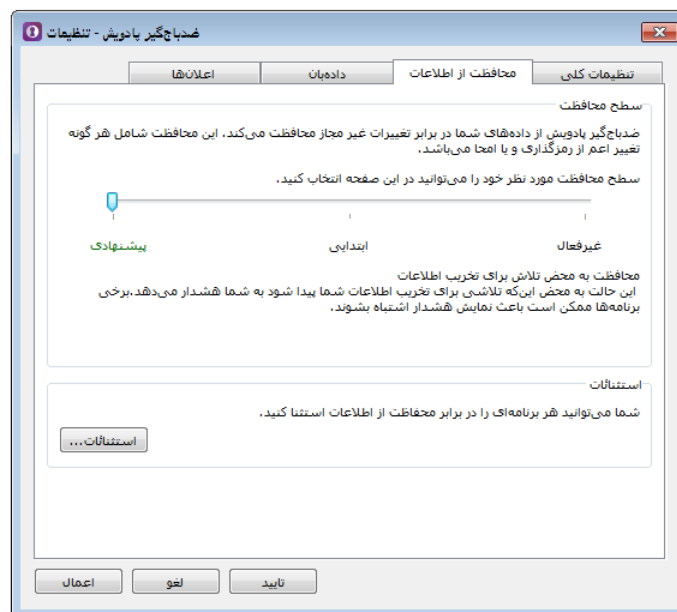 ضدباج‌گیر پادویش - تنظیمات
تنظیمات کلی
محافظت از اطلاعات
داده‌بان
اعلان‌ها
سطح محافظت
ضدباج‌گیر پادویش از داده‌های شما در برابر تغییرات غیر مجاز محافظت می‌کند. این محافظت شامل هر گونه
تغییر اعم از رمزگذاری و یا امحا می‌باشد.
سطح محافظت مورد نظر خود را می‌توانید در این صفحه انتخاب کنید.
غیرفعال
ابتدایی
پیشنهادی
محافظت به محض تلاش برای تخریب اطلاعات
این حالت به محض این‌که تلاشی برای تخریب اطلاعات شما پیدا شود به شما هشدار می‌دهد.برخی
برنامه‌ها ممکن است باعث نمایش هشدار اشتباه بشوند.
استثنائات
شما می‌توانید هر برنامه‌ای را در برابر محفاظت از اطلاعات استثنا کنید.
استثنائات...
تایید
لغو
اعمال